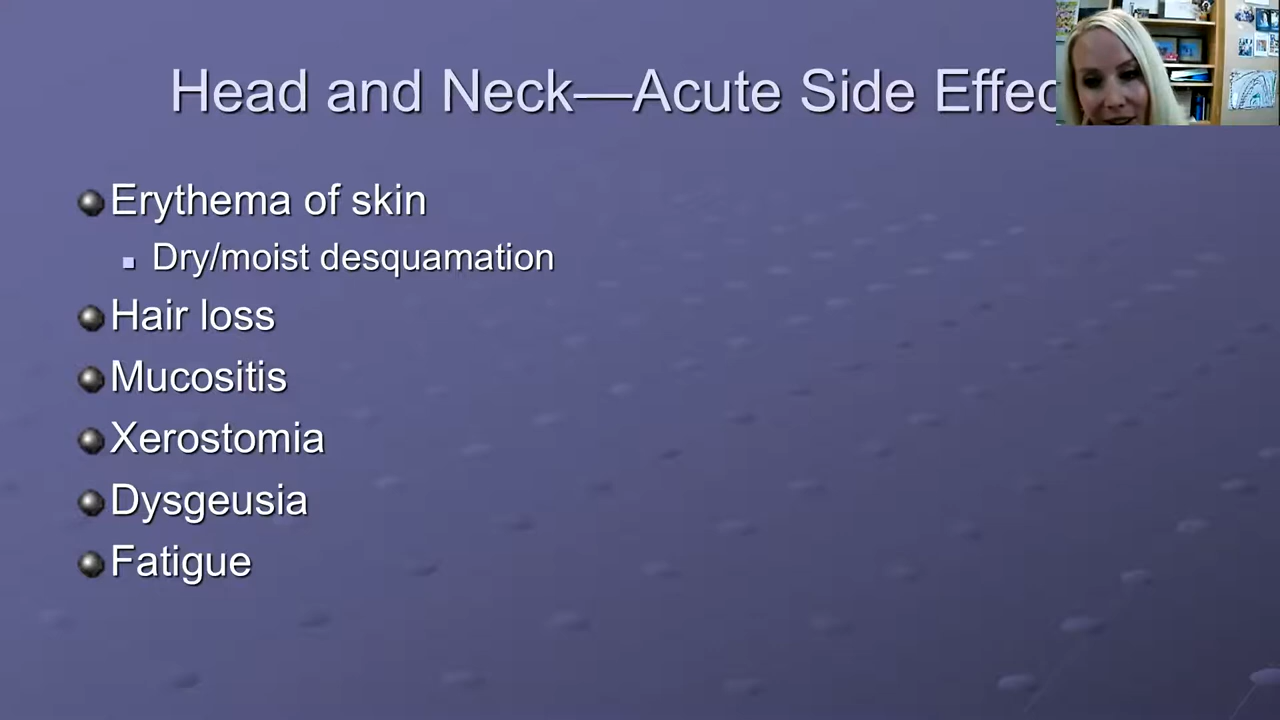 Head and Neck—Acute Side Effec
Erythema of skin
Dry/moist desquamation
Hair loss
Mucositis
Xerostomia
Dysgeusia
Fatigue